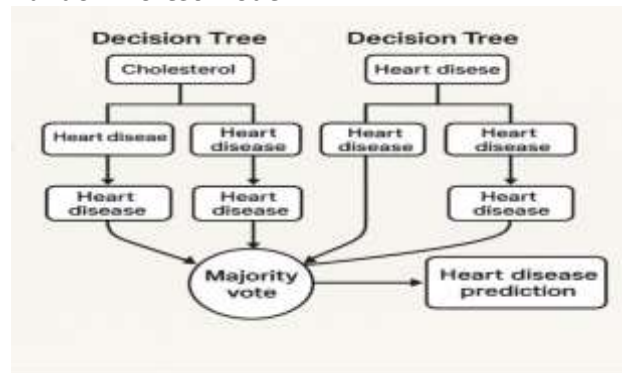 Decision Tree Decision Tree
Cholesterol Heart disese
Heart diseae Heart disease Heart disease Heart disease
Heart disease Heart disease Heart disease
Majority vote
Heart disease prediction